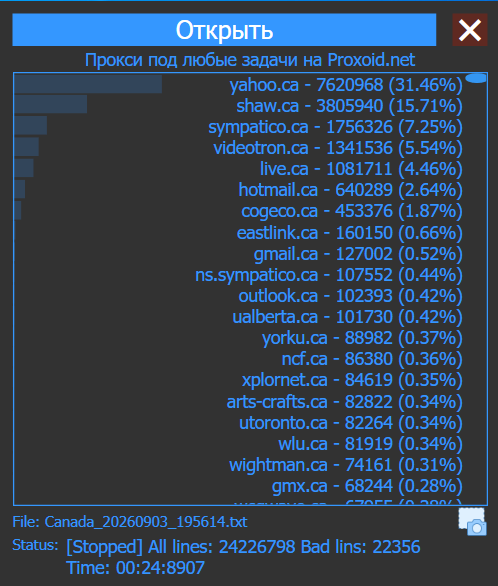 Открыть
Прокси под любые задачи на Proxoid.net
yahoo.ca - 7620968 (31.46%)
shaw.ca - 3805940 (15.71%)
sympatico.ca - 1756326 (7.25%)
videotron.ca - 1341536 (5.54%)
live.ca - 1081711 (4.46%)
hotmail.ca - 640289 (2.64%)
cogeco.ca - 453376 (1.87%)
eastlink.ca - 160150 (0.66%)
gmail.ca - 127002 (0.52%)
ns.sympatico.ca - 107552 (0.44%)
outlook.ca - 102393 (0.42%)
ualberta.ca - 101730 (0.42%)
yorku.ca - 88982 (0.37%)
ncf.ca - 86380 (0.36%)
xplornet.ca - 84619 (0.35%)
arts-crafts.ca - 82822 (0.34%)
utoronto.ca - 82264 (0.34%)
wlu.ca - 81919 (0.34%)
wightman.ca - 74161 (0.31%)
gmx.ca - 68244 (0.28%)
File: Canada_20260903_195614.txt
Status: [Stopped] All lines: 24226798 Bad lins: 22356
Time: 00:24:8907